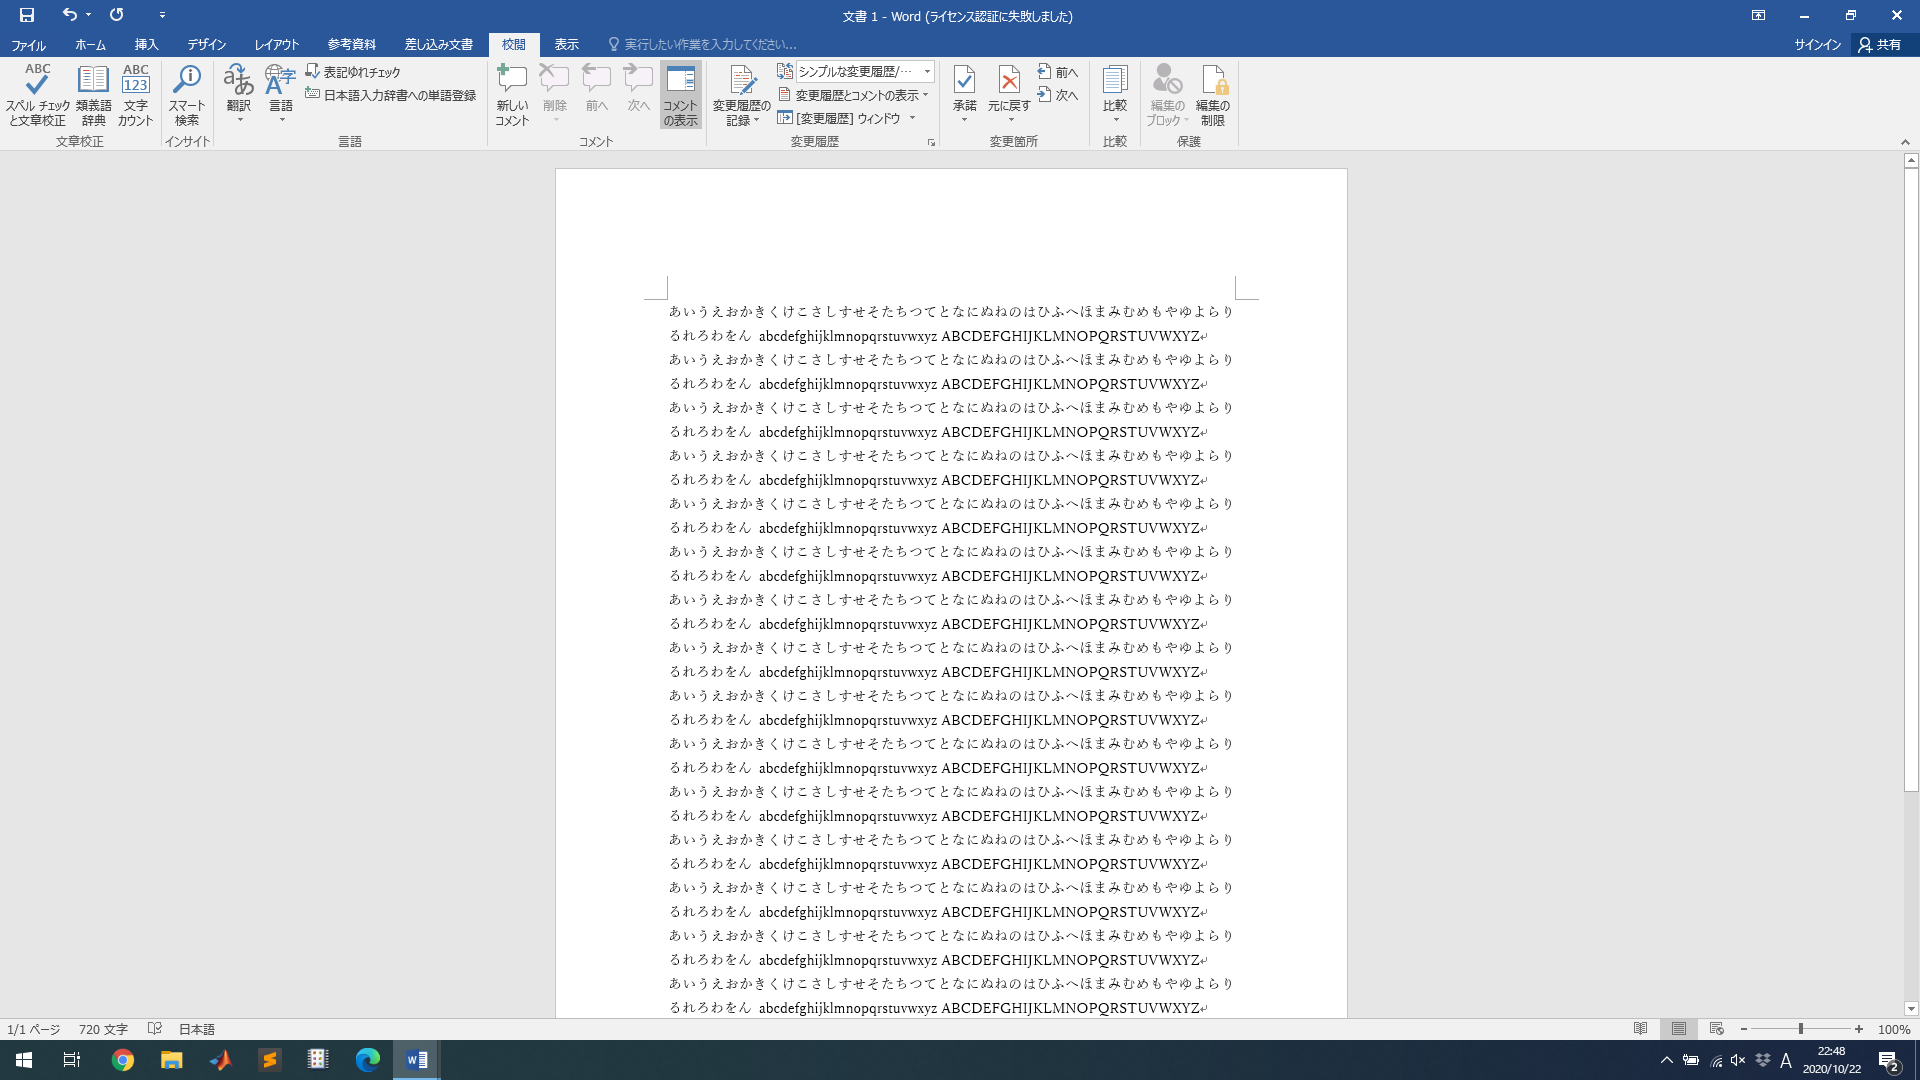 文書 1 - Word (ライセンス認証に失敗しました)
ファイル ホーム 挿入 デザイン レイアウト 参考資料 差し込み文書 校閲 表示 実行したい作業を入力してください... サインイン 共有
ABC スペル チェックと文章校正 類義語辞典 ABC 123 文字カウント スマート検索 翻訳 言語 表記ゆれチェック 日本語入力辞書への単語登録 新しいコメント 削除 前へ 次へ コメントの表示 変更履歴の記録 シンプルな変更履歴/… 変更履歴とコメントの表示 [変更履歴] ウィンドウ 承諾 元に戻す 前へ 次へ 比較 編集のブロック 編集の制限
文章校正 インサイト 言語 コメント 変更履歴 変更箇所 比較 保護
あいうえおかきくけこさしすせそたちつてとなにぬねのはひふへほまみむめもやゆよらり
るれろわをん abcdefghijklmnopqrstuvwxyz ABCDEFGHIJKLMNOPQRSTUVWXYZ
あいうえおかきくけこさしすせそたちつてとなにぬねのはひふへほまみむめもやゆよらり
るれろわをん abcdefghijklmnopqrstuvwxyz ABCDEFGHIJKLMNOPQRSTUVWXYZ
あいうえおかきくけこさしすせそたちつてとなにぬねのはひふへほまみむめもやゆよらり
るれろわをん abcdefghijklmnopqrstuvwxyz ABCDEFGHIJKLMNOPQRSTUVWXYZ
あいうえおかきくけこさしすせそたちつてとなにぬねのはひふへほまみむめもやゆよらり
るれろわをん abcdefghijklmnopqrstuvwxyz ABCDEFGHIJKLMNOPQRSTUVWXYZ
あいうえおかきくけこさしすせそたちつてとなにぬねのはひふへほまみむめもやゆよらり
るれろわをん abcdefghijklmnopqrstuvwxyz ABCDEFGHIJKLMNOPQRSTUVWXYZ
あいうえおかきくけこさしすせそたちつてとなにぬねのはひふへほまみむめもやゆよらり
るれろわをん abcdefghijklmnopqrstuvwxyz ABCDEFGHIJKLMNOPQRSTUVWXYZ
あいうえおかきくけこさしすせそたちつてとなにぬねのはひふへほまみむめもやゆよらり
るれろわをん abcdefghijklmnopqrstuvwxyz ABCDEFGHIJKLMNOPQRSTUVWXYZ
あいうえおかきくけこさしすせそたちつてとなにぬねのはひふへほまみむめもやゆよらり
るれろわをん abcdefghijklmnopqrstuvwxyz ABCDEFGHIJKLMNOPQRSTUVWXYZ
あいうえおかきくけこさしすせそたちつてとなにぬねのはひふへほまみむめもやゆよらり
るれろわをん abcdefghijklmnopqrstuvwxyz ABCDEFGHIJKLMNOPQRSTUVWXYZ
あいうえおかきくけこさしすせそたちつてとなにぬねのはひふへほまみむめもやゆよらり
るれろわをん abcdefghijklmnopqrstuvwxyz ABCDEFGHIJKLMNOPQRSTUVWXYZ
あいうえおかきくけこさしすせそたちつてとなにぬねのはひふへほまみむめもやゆよらり
るれろわをん abcdefghijklmnopqrstuvwxyz ABCDEFGHIJKLMNOPQRSTUVWXYZ
あいうえおかきくけこさしすせそたちつてとなにぬねのはひふへほまみむめもやゆよらり
るれろわをん abcdefghijklmnopqrstuvwxyz ABCDEFGHIJKLMNOPQRSTUVWXYZ
あいうえおかきくけこさしすせそたちつてとなにぬねのはひふへほまみむめもやゆよらり
るれろわをん abcdefghijklmnopqrstuvwxyz ABCDEFGHIJKLMNOPQRSTUVWXYZ
あいうえおかきくけこさしすせそたちつてとなにぬねのはひふへほまみむめもやゆよらり
るれろわをん abcdefghijklmnopqrstuvwxyz ABCDEFGHIJKLMNOPQRSTUVWXYZ
あいうえおかきくけこさしすせそたちつてとなにぬねのはひふへほまみむめもやゆよらり
るれろわをん abcdefghijklmnopqrstuvwxyz ABCDEFGHIJKLMNOPQRSTUVWXYZ
1/1 ページ 720 文字 日本語 100%
A 22:48
2020/10/22 2